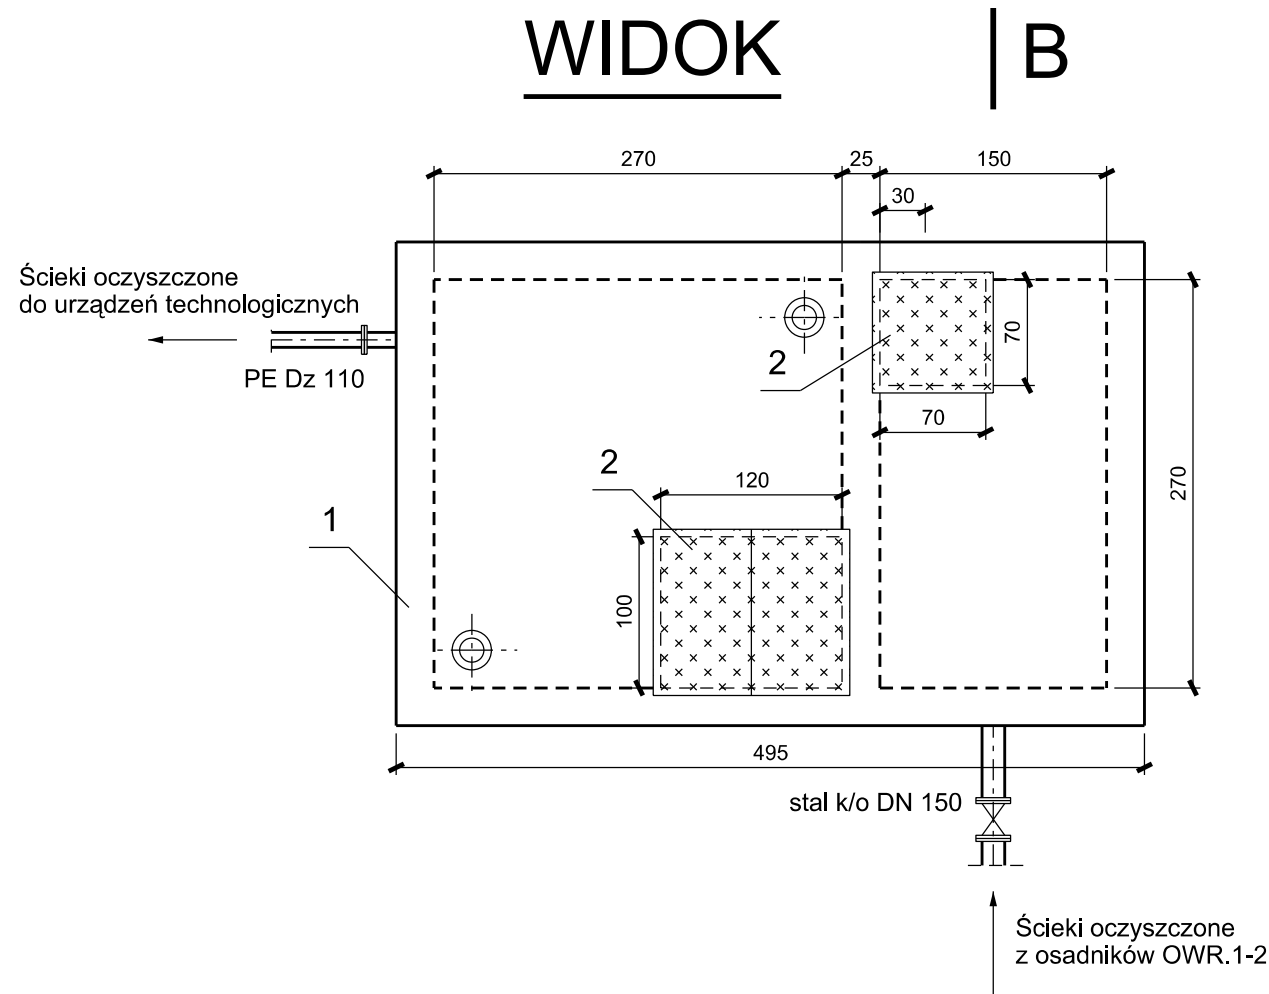 WIDOK
B
270
25
150
30
Ścieki oczyszczone
do urządzeń technologicznych
PE Dz 110
2
70
70
2
120
270
1
100
495
stal k/o DN 150
Ścieki oczyszczone
z osadników OWR.1-2